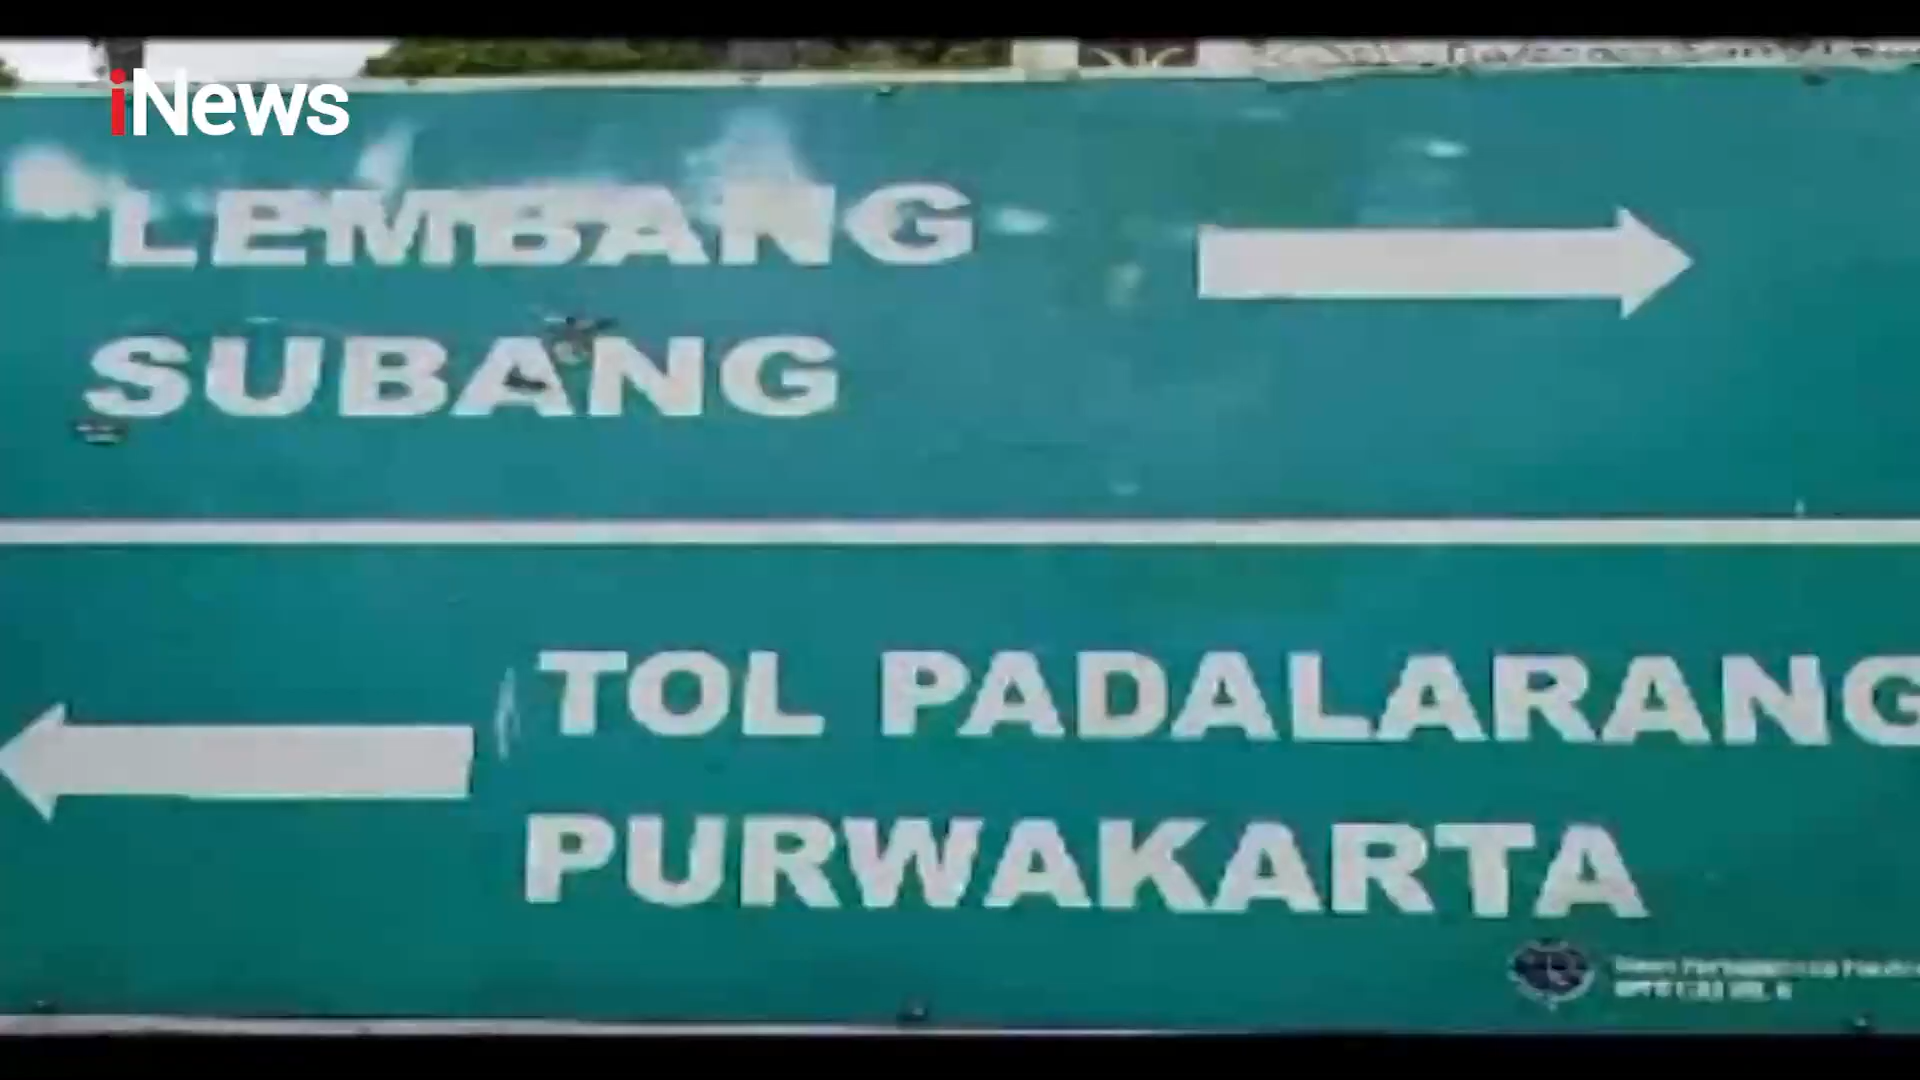 iNews
LEMBANG
SUBANG
TOL PADALARANG
PURWAKARTA